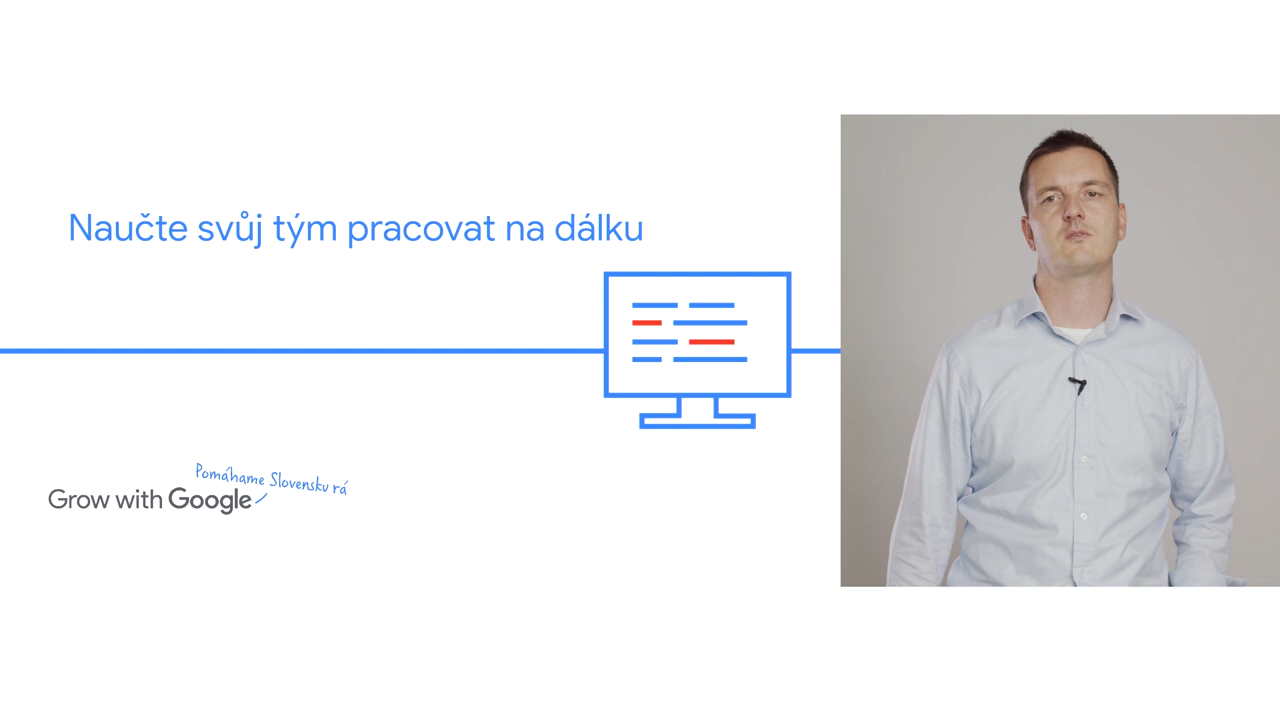 Naučte svůj tým pracovat na dálku
Pomáhame Slovensku rá
Grow with Google